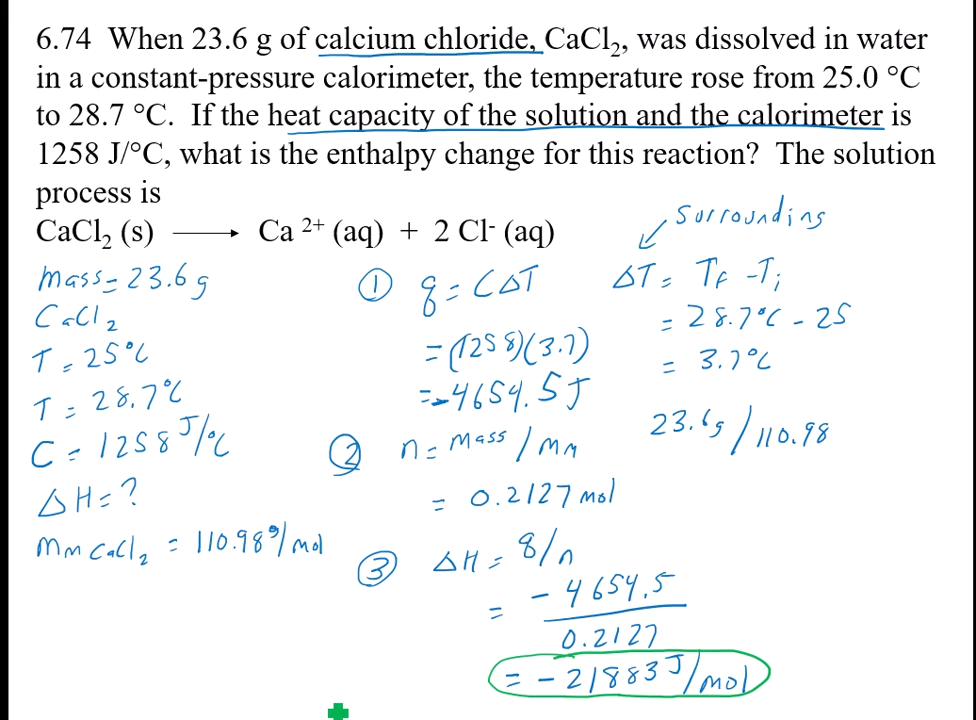 6.74 When 23.6 g of calcium chloride, CaCl₂, was dissolved in water
in a constant-pressure calorimeter, the temperature rose from 25.0 °C
to 28.7 °C. If the heat capacity of the solution and the calorimeter is
1258 J/°C, what is the enthalpy change for this reaction? The solution
process is
CaCl₂ (s) ⟶ Ca ²⁺ (aq) + 2 Cl⁻ (aq)
Surrounding
mass = 23.6 g
CaCl₂
T = 25°C
T = 28.7°C
C = 1258 J/°C
ΔH = ?
Mm CaCl₂ = 110.98 g/mol
① q = CΔT
= (1258)(3.7)
= -4654.5 J
ΔT = Tf - Ti
= 28.7°C - 25
= 3.7°C
② n = mass / mm
= 0.2127 mol
23.6g / 110.98
③ ΔH = q/n
= - 4654.5
0.2127
= - 21883 J/mol